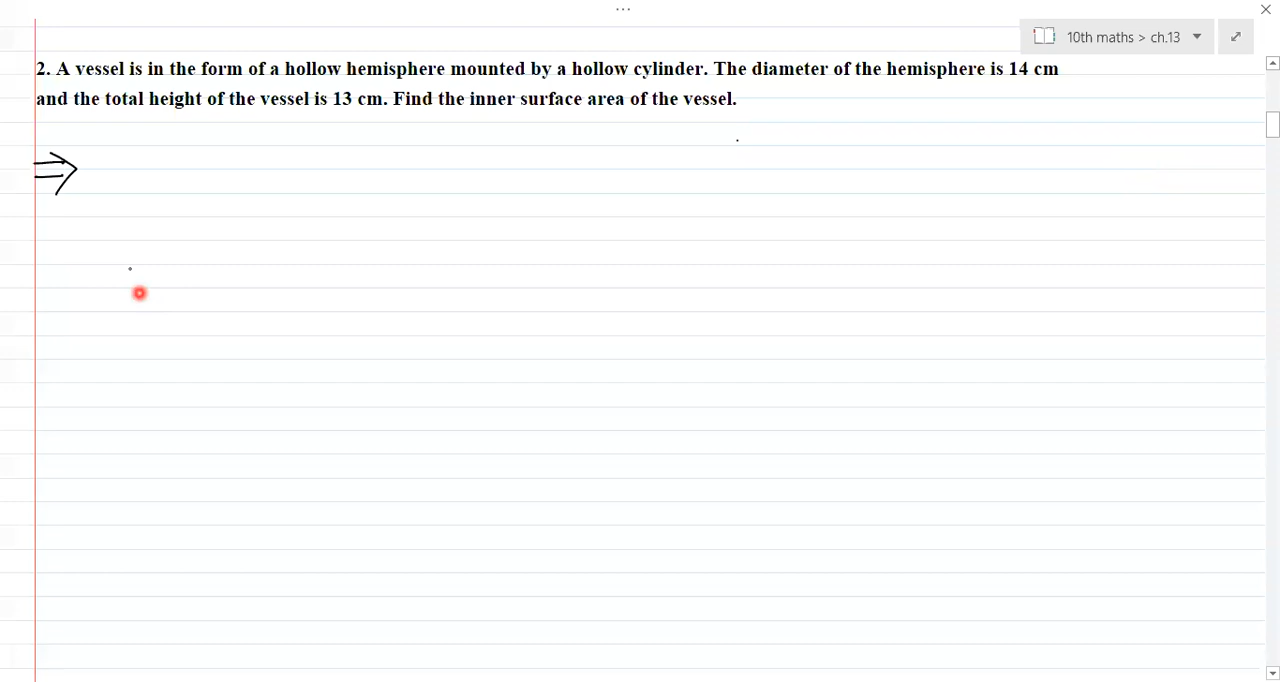 10th maths > ch.13
2. A vessel is in the form of a hollow hemisphere mounted by a hollow cylinder. The diameter of the hemisphere is 14 cm
and the total height of the vessel is 13 cm. Find the inner surface area of the vessel.